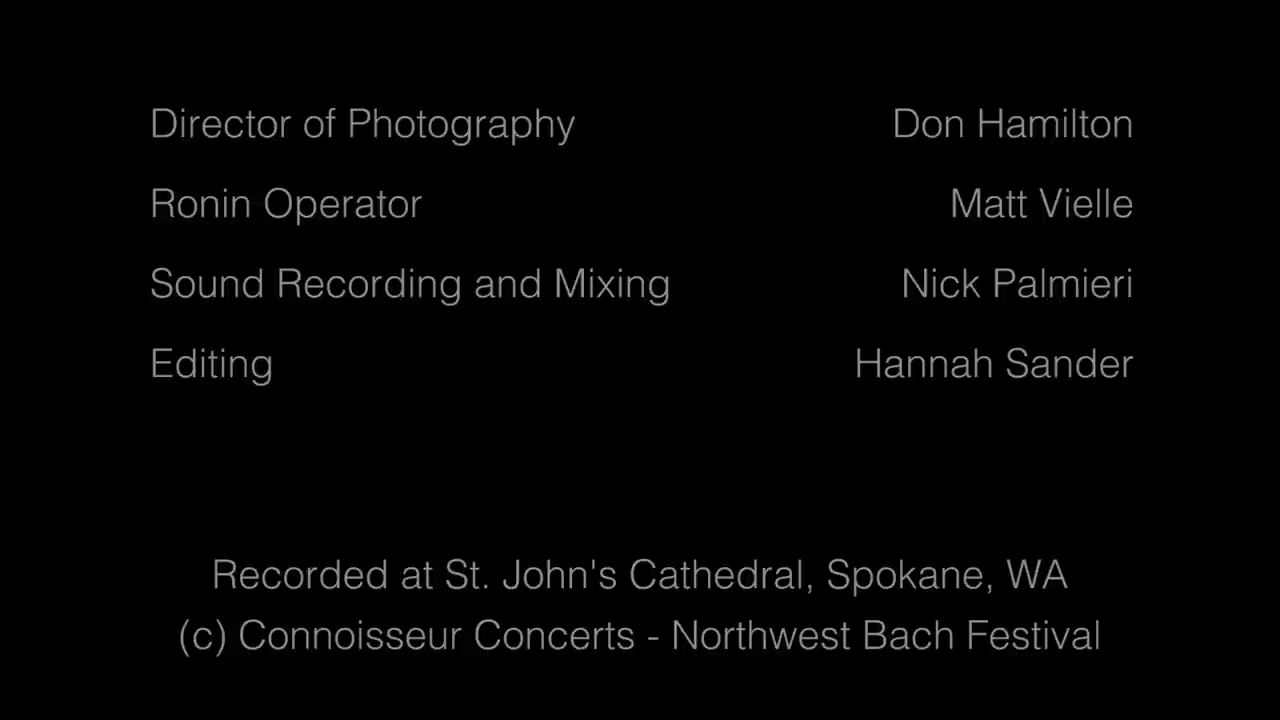 Director of Photography Don Hamilton
Ronin Operator Matt Vielle
Sound Recording and Mixing Nick Palmieri
Editing Hannah Sander
Recorded at St. John's Cathedral, Spokane, WA
(c) Connoisseur Concerts - Northwest Bach Festival